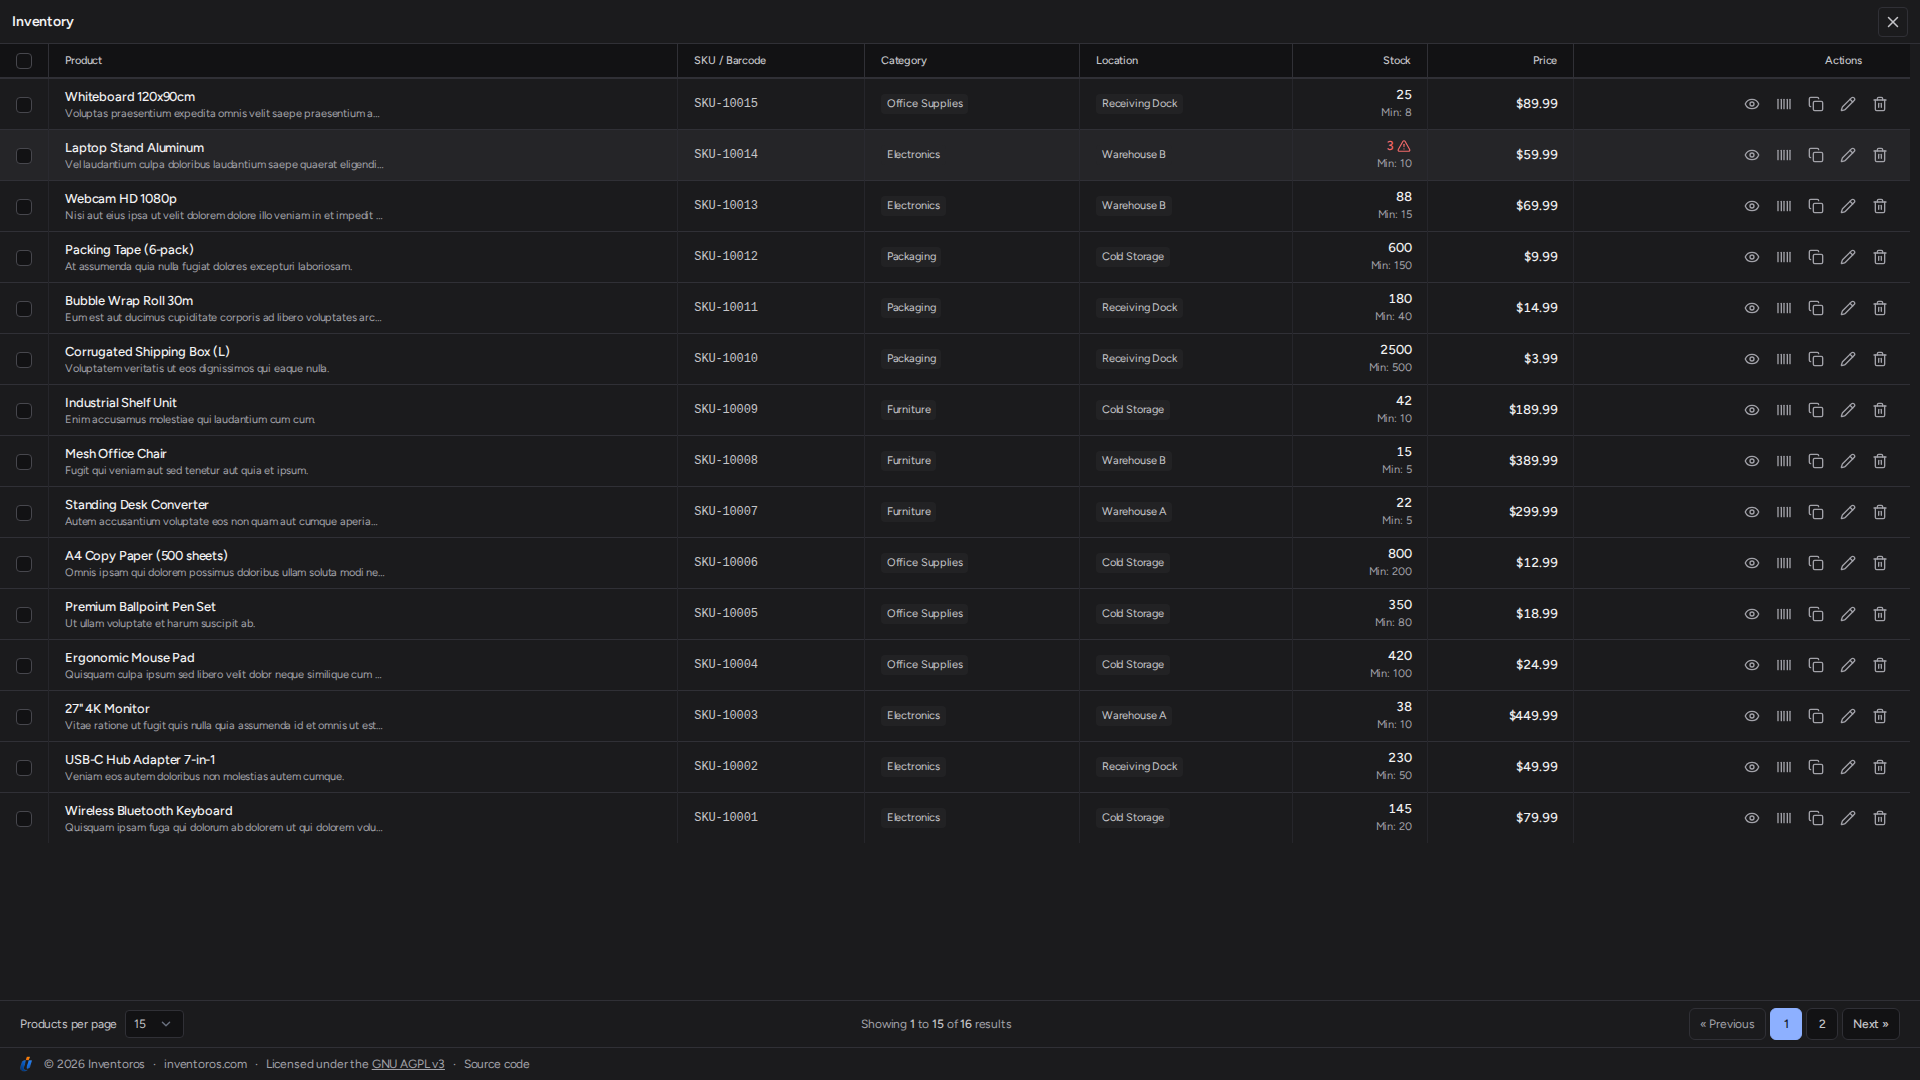 Inventory
Product SKU / Barcode Category Location Stock Price Actions
Whiteboard 120x90cm
Voluptas praesentium expedita omnis velit saepe praesentium a...
SKU-10015 Office Supplies Receiving Dock 25 Min: 8 $89.99
Laptop Stand Aluminum
Vel laudantium culpa doloribus laudantium saepe quaerat eligendi...
SKU-10014 Electronics Warehouse B 3 Min: 10 $59.99
Webcam HD 1080p
Nisi aut eius ipsa ut velit dolorem dolore illo veniam in et impedit ...
SKU-10013 Electronics Warehouse B 88 Min: 15 $69.99
Packing Tape (6-pack)
At assumenda quia nulla fugiat dolores excepturi laboriosam.
SKU-10012 Packaging Cold Storage 600 Min: 150 $9.99
Bubble Wrap Roll 30m
Eum est aut ducimus cupiditate corporis ad libero voluptates arc...
SKU-10011 Packaging Receiving Dock 180 Min: 40 $14.99
Corrugated Shipping Box (L)
Voluptatem veritatis ut eos dignissimos qui eaque nulla.
SKU-10010 Packaging Receiving Dock 2500 Min: 500 $3.99
Industrial Shelf Unit
Enim accusamus molestiae qui laudantium cum cum.
SKU-10009 Furniture Cold Storage 42 Min: 10 $189.99
Mesh Office Chair
Fugit qui veniam aut sed tenetur aut quia et ipsum.
SKU-10008 Furniture Warehouse B 15 Min: 5 $389.99
Standing Desk Converter
Autem accusantium voluptate eos non quam aut cumque aperia...
SKU-10007 Furniture Warehouse A 22 Min: 5 $299.99
A4 Copy Paper (500 sheets)
Omnis ipsam qui dolorem possimus doloribus ullam soluta modi ne...
SKU-10006 Office Supplies Cold Storage 800 Min: 200 $12.99
Premium Ballpoint Pen Set
Ut ullam voluptate et harum suscipit ab.
SKU-10005 Office Supplies Cold Storage 350 Min: 80 $18.99
Ergonomic Mouse Pad
Quisquam culpa ipsum sed libero velit dolor neque similique cum ...
SKU-10004 Office Supplies Cold Storage 420 Min: 100 $24.99
27" 4K Monitor
Vitae ratione ut fugit quis nulla quia assumenda id et omnis ut est...
SKU-10003 Electronics Warehouse A 38 Min: 10 $449.99
USB-C Hub Adapter 7-in-1
Veniam eos autem doloribus non molestias autem cumque.
SKU-10002 Electronics Receiving Dock 230 Min: 50 $49.99
Wireless Bluetooth Keyboard
Quisquam ipsam fuga qui dolorum ab dolorem ut qui dolorem volu...
SKU-10001 Electronics Cold Storage 145 Min: 20 $79.99
Products per page 15 Showing 1 to 15 of 16 results « Previous 1 2 Next »
© 2026 Inventoros · inventoros.com · Licensed under the GNU AGPL v3 · Source code